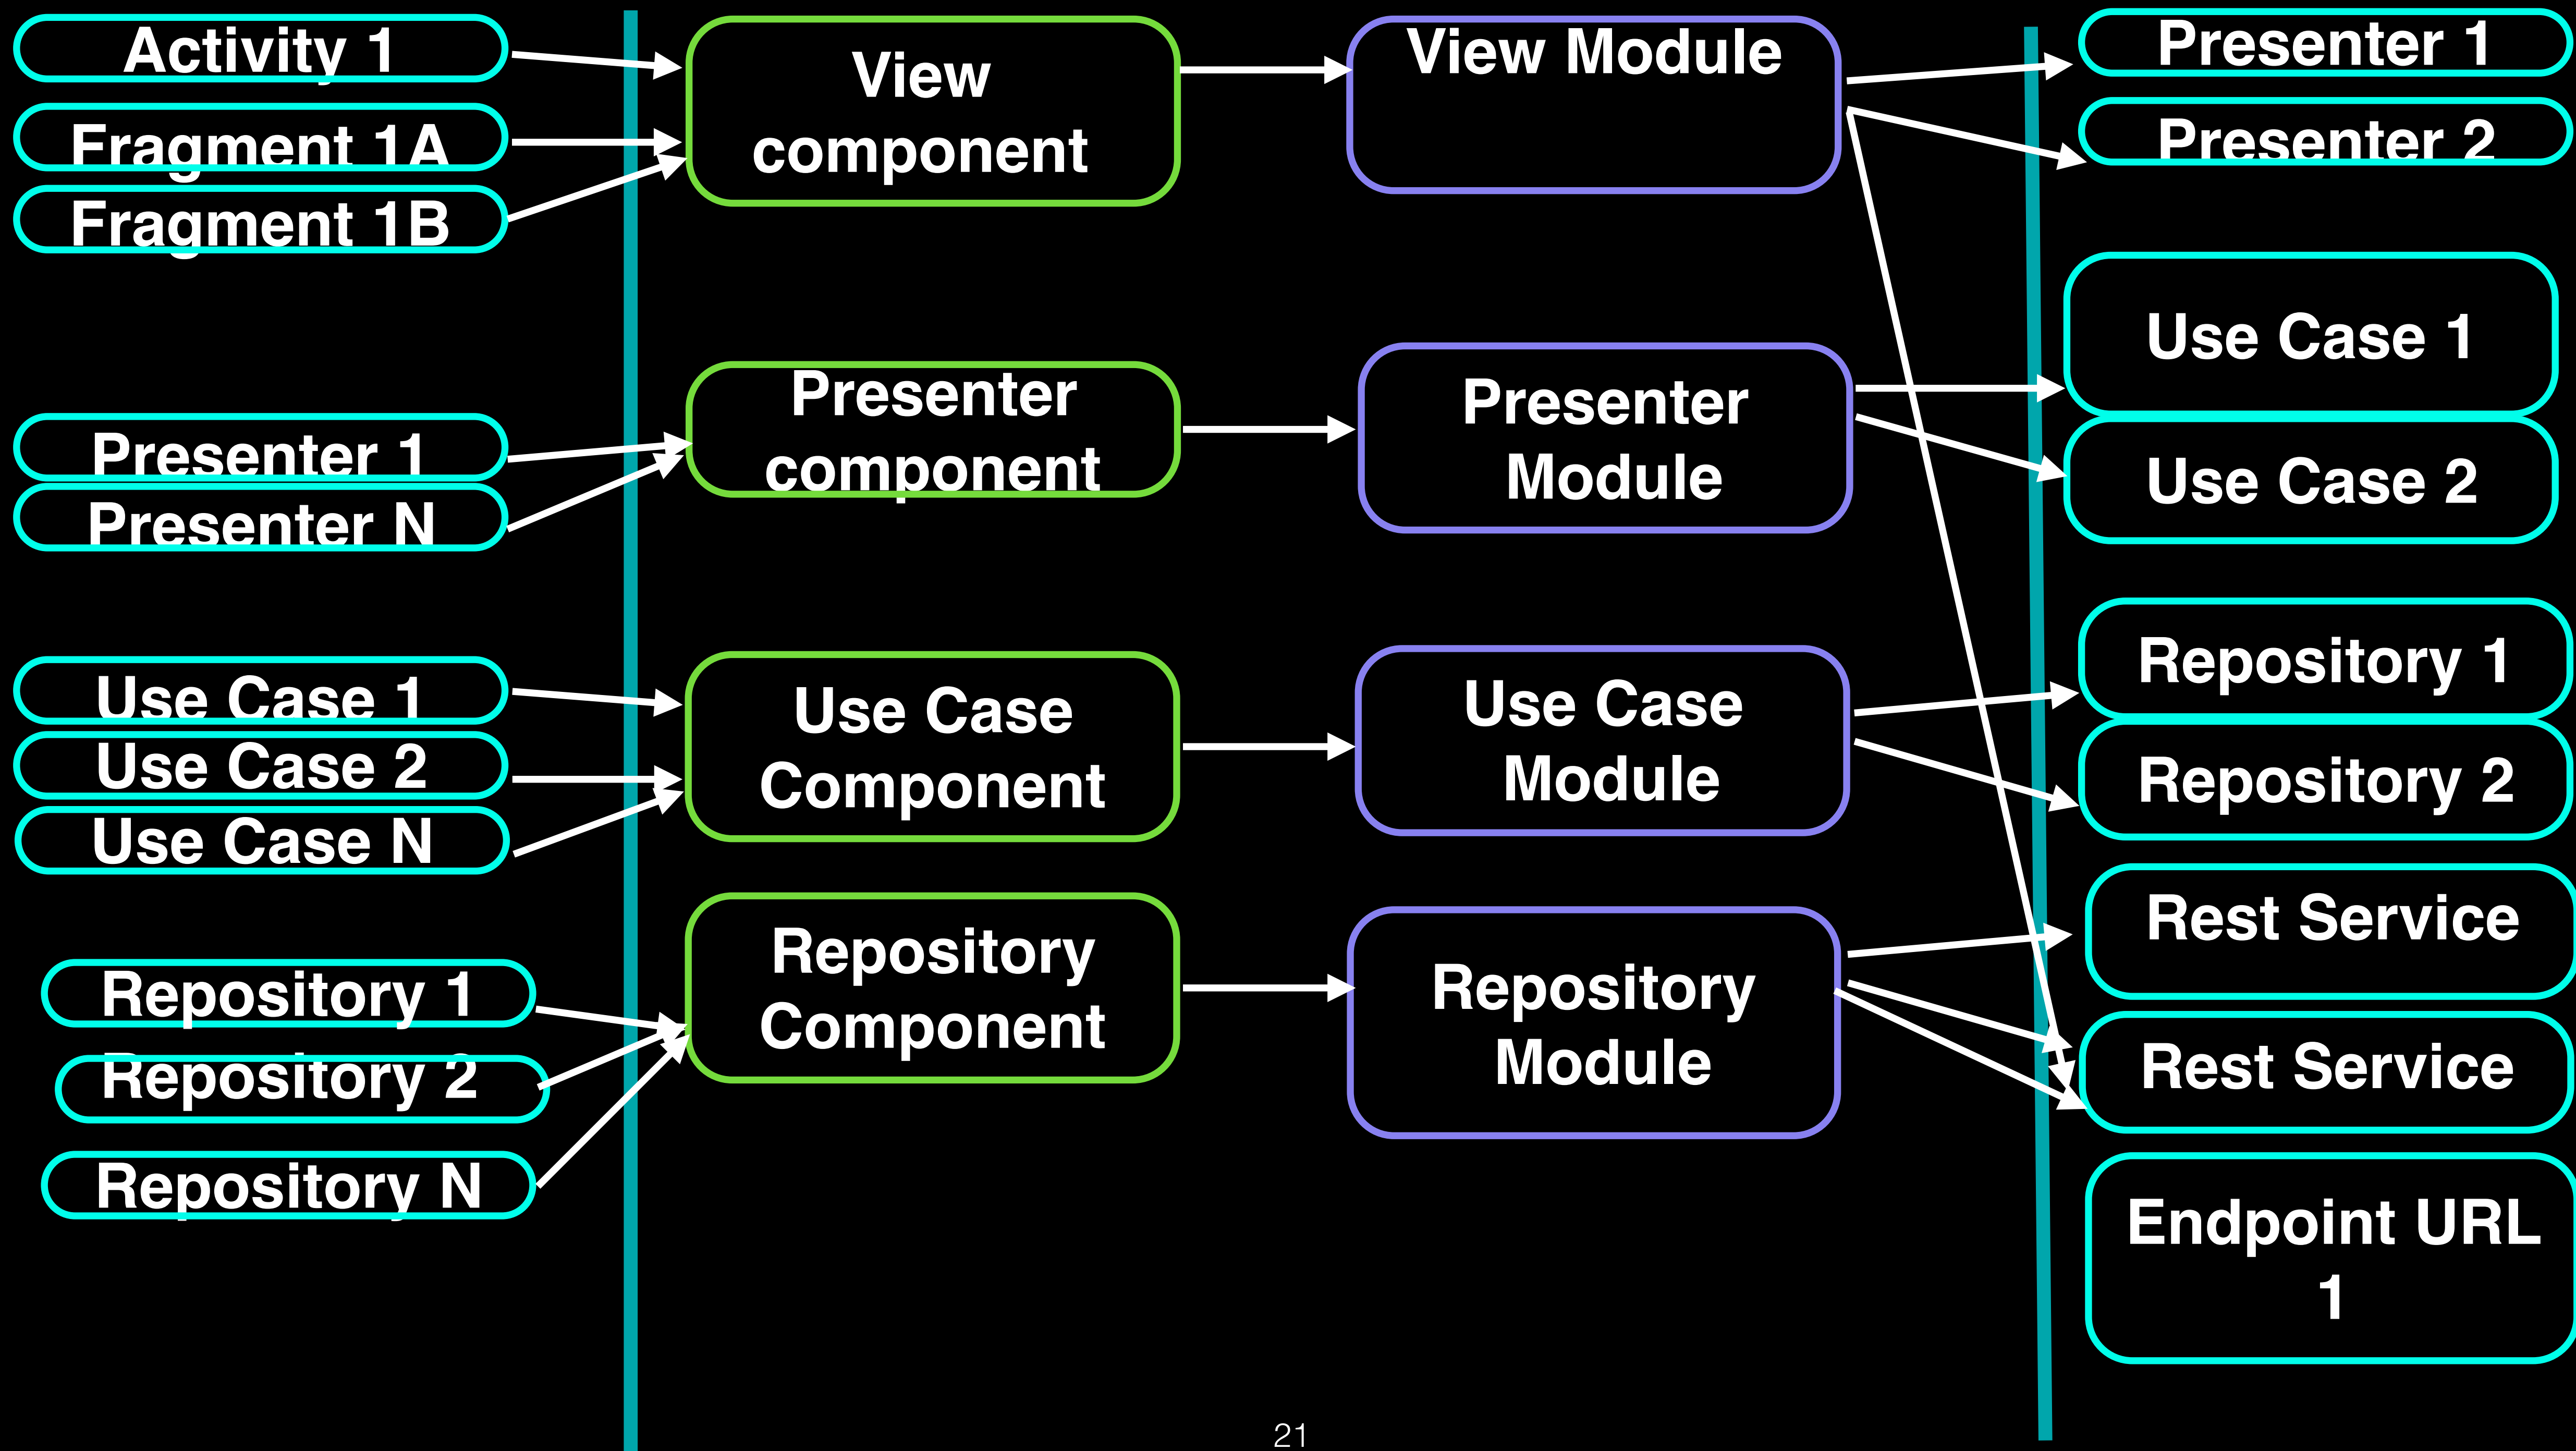 Activity 1
Fragment 1A
Fragment 1B
Presenter 1
Presenter N
Use Case 1
Use Case 2
Use Case N
Repository 1
Repository 2
Repository N
View
component
Presenter
component
Use Case
Component
Repository
Component
View Module
Presenter
Module
Use Case
Module
Repository
Module
Presenter 1
Presenter 2
Use Case 1
Use Case 2
Repository 1
Repository 2
Rest Service
Rest Service
Endpoint URL
1
21